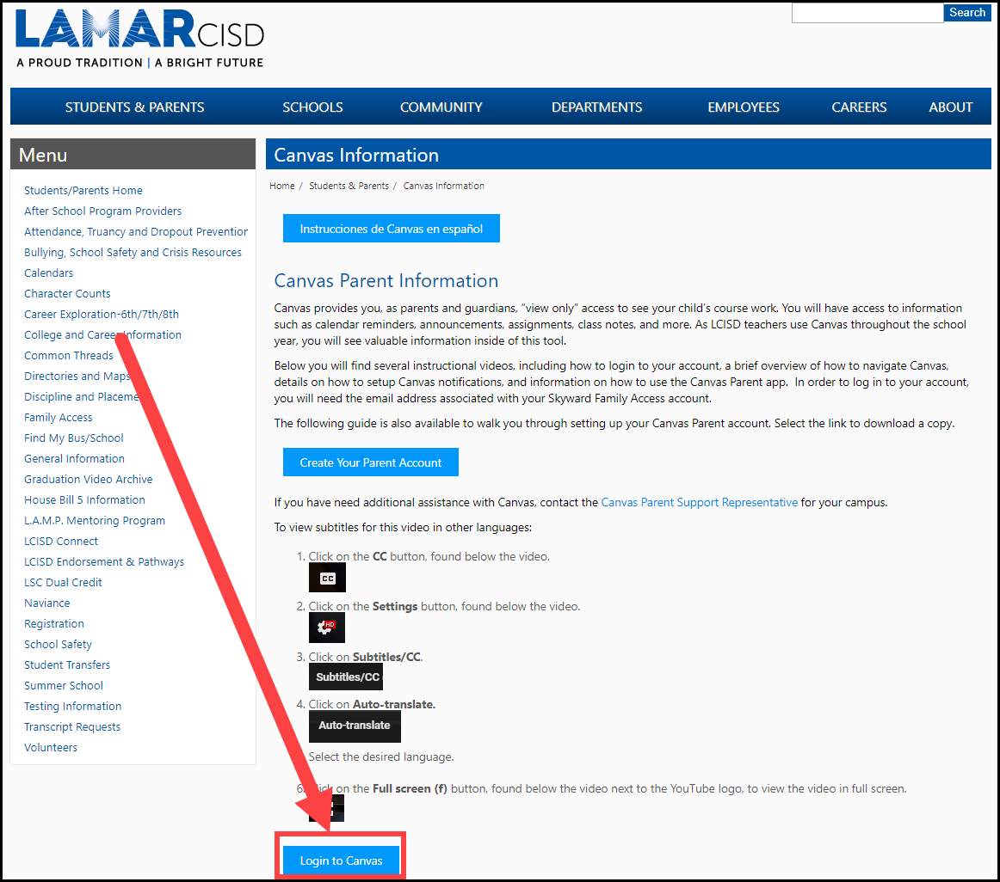 LAMAR CISD
A PROUD TRADITION | A BRIGHT FUTURE
Search
STUDENTS & PARENTS SCHOOLS COMMUNITY DEPARTMENTS EMPLOYEES CAREERS ABOUT
Menu
Students/Parents Home
After School Program Providers
Attendance, Truancy and Dropout Prevention
Bullying, School Safety and Crisis Resources
Calendars
Character Counts
Career Exploration-6th/7th/8th
College and Career Information
Common Threads
Directories and Maps
Discipline and Placeme
Family Access
Find My Bus/School
General Information
Graduation Video Archive
House Bill 5 Information
L.A.M.P. Mentoring Program
LCISD Connect
LCISD Endorsement & Pathways
LSC Dual Credit
Naviance
Registration
School Safety
Student Transfers
Summer School
Testing Information
Transcript Requests
Volunteers
Canvas Information
Home / Students & Parents / Canvas Information
Instrucciones de Canvas en español
Canvas Parent Information
Canvas provides you, as parents and guardians, “view only” access to see your child’s course work. You will have access to information
such as calendar reminders, announcements, assignments, class notes, and more. As LCISD teachers use Canvas throughout the school
year, you will see valuable information inside of this tool.
Below you will find several instructional videos, including how to login to your account, a brief overview of how to navigate Canvas,
details on how to setup Canvas notifications, and information on how to use the Canvas Parent app. In order to log in to your account,
you will need the email address associated with your Skyward Family Access account.
The following guide is also available to walk you through setting up your Canvas Parent account. Select the link to download a copy.
Create Your Parent Account
If you have need additional assistance with Canvas, contact the Canvas Parent Support Representative for your campus.
To view subtitles for this video in other languages:
1. Click on the CC button, found below the video.
CC
2. Click on the Settings button, found below the video.
HD
3. Click on Subtitles/CC.
Subtitles/CC
4. Click on Auto-translate.
Auto-translate
Select the desired language.
6. Click on the Full screen (f) button, found below the video next to the YouTube logo, to view the video in full screen.
Login to Canvas